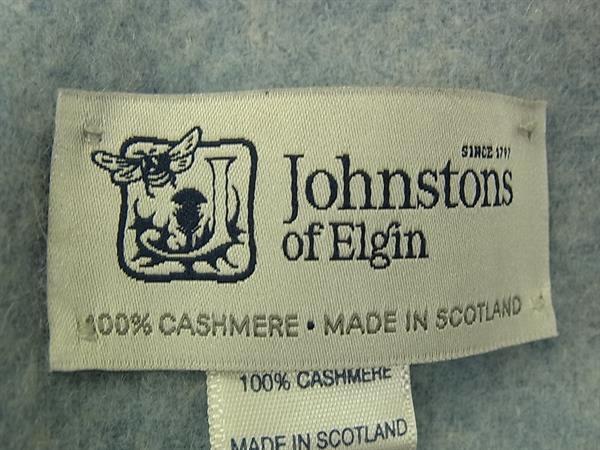 SINCE 1797
Johnstons
of Elgin
100% CASHMERE • MADE IN SCOTLAND
100% CASHMERE
MADE IN SCOTLAND